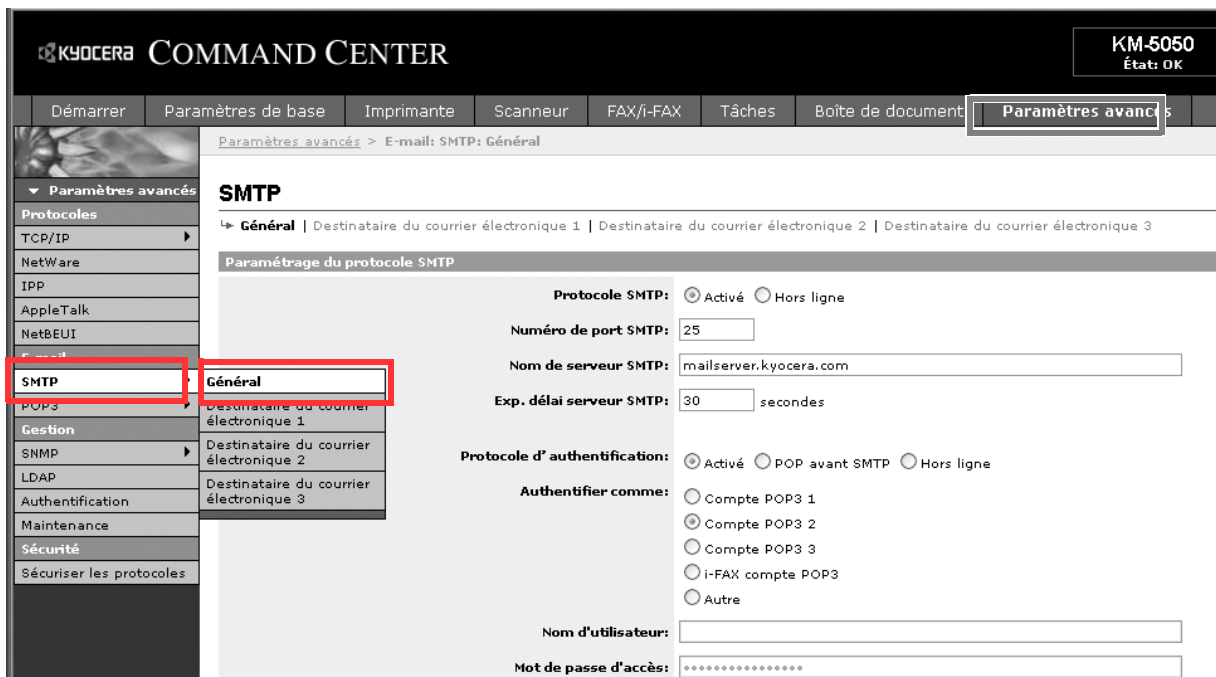 KYOCERA COMMAND CENTER
KM-5050
État: OK
Démarrer
Paramètres de base
Imprimante
Scanneur
FAX/i-FAX
Tâches
Boîte de document
Paramètres avancés
Paramètres avancés > E-mail: SMTP: Général
Paramètres avancés
Protocoles
TCP/IP
NetWare
IPP
AppleTalk
NetBEUI
E-mail
SMTP
POP3
Gestion
SNMP
LDAP
Authentification
Maintenance
Sécurité
Sécuriser les protocoles
Général
Destinataire du courrier
électronique 1
Destinataire du courrier
électronique 2
Destinataire du courrier
électronique 3
SMTP
Général | Destinataire du courrier électronique 1 | Destinataire du courrier électronique 2 | Destinataire du courrier électronique 3
Paramétrage du protocole SMTP
Protocole SMTP: Activé Hors ligne
Numéro de port SMTP: 25
Nom de serveur SMTP: mailserver.kyocera.com
Exp. délai serveur SMTP: 30 secondes
Protocole d'authentification: Activé POP avant SMTP Hors ligne
Authentifier comme: Compte POP3 1
Compte POP3 2
Compte POP3 3
i-FAX compte POP3
Autre
Nom d'utilisateur:
Mot de passe d'accès: ••••••••••••••••